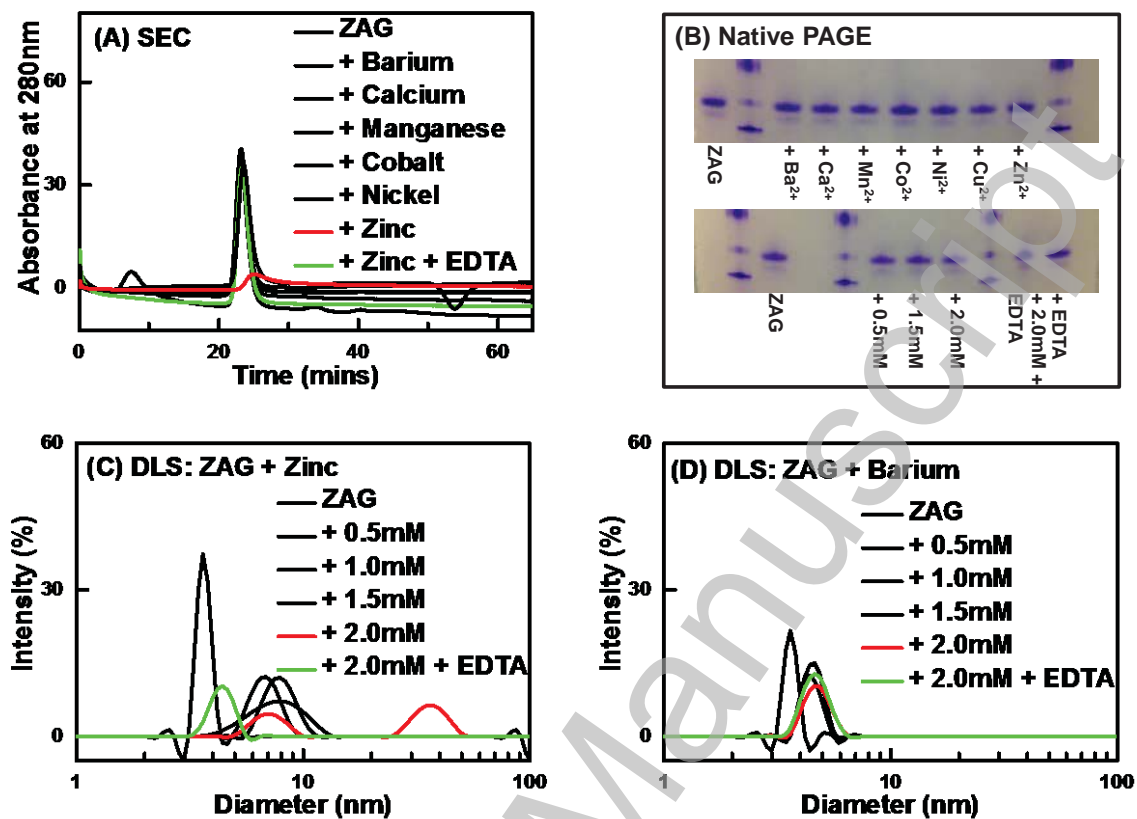 (A) SEC
ZAG
+ Barium
+ Calcium
+ Manganese
+ Cobalt
+ Nickel
+ Zinc
+ Zinc + EDTA
Absorbance at 280nm
60
30
0
0
20
40
60
Time (mins)
(B) Native PAGE
ZAG
+ Ba2+
+ Ca2+
+ Mn2+
+ Co2+
+ Ni2+
+ Cu2+
+ Zn2+
ZAG
+ 0.5mM
+ 1.5mM
+ 2.0mM
EDTA
+ 2.0mM +
+ EDTA
(C) DLS: ZAG + Zinc
ZAG
+ 0.5mM
+ 1.0mM
+ 1.5mM
+ 2.0mM
+ 2.0mM + EDTA
Intensity (%)
60
30
0
1
10
100
Diameter (nm)
(D) DLS: ZAG + Barium
ZAG
+ 0.5mM
+ 1.0mM
+ 1.5mM
+ 2.0mM
+ 2.0mM + EDTA
Intensity (%)
60
30
0
1
10
100
Diameter (nm)
Manuscript